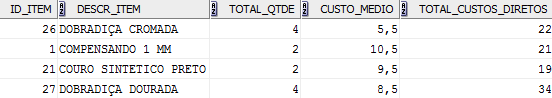 ID_ITEM DESCR_ITEM TOTAL_QTDE CUSTO_MEDIO TOTAL_CUSTOS_DIRETOS
26 DOBRADIÇA CROMADA 4 5,5 22
1 COMPENSANDO 1 MM 2 10,5 21
21 COURO SINTETICO PRETO 2 9,5 19
27 DOBRADIÇA DOURADA 4 8,5 34